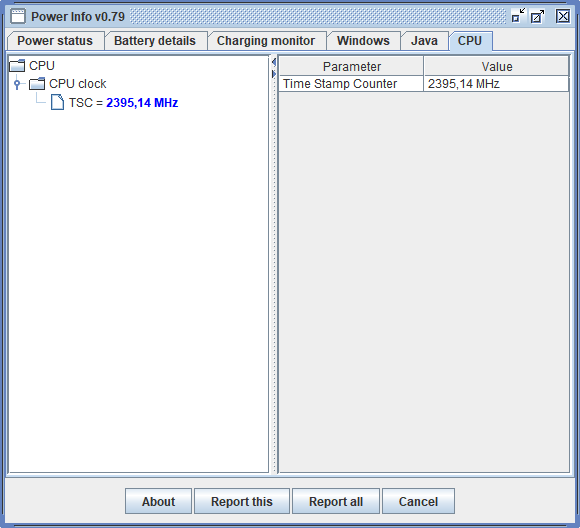 Power Info v0.79
Power status Battery details Charging monitor Windows Java CPU
CPU
CPU clock
TSC = 2395,14 MHz
Parameter Value
Time Stamp Counter 2395,14 MHz
About Report this Report all Cancel